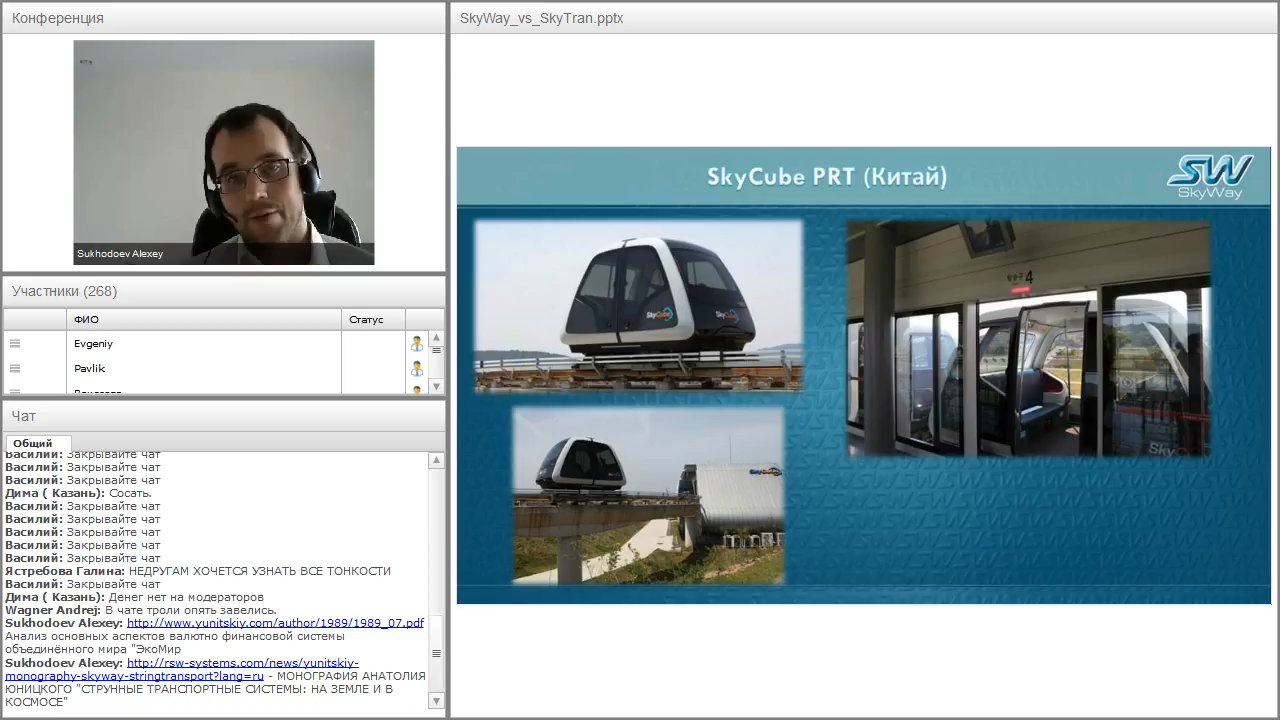 Конференция
Sukhodoev Alexey
Участники (268)
ФИО
Статус
Evgeniy
Pavlik
Чат
Общий
Василий: Закрывайте чат
Василий: Закрывайте чат
Василий: Закрывайте чат
Дима ( Казань): Сосать.
Василий: Закрывайте чат
Василий: Закрывайте чат
Василий: Закрывайте чат
Василий: Закрывайте чат
Василий: Закрывайте чат
Ястребова Галина: НЕДРУГАМ ХОЧЕТСЯ УЗНАТЬ ВСЕ ТОНКОСТИ
Василий: Закрывайте чат
Дима ( Казань): Денег нет на модераторов
Wagner Andrej: В чате троли опять завелись.
Sukhodoev Alexey: http://www.yunitskiy.com/author/1989/1989_07.pdf
Анализ основных аспектов валютно финансовой системы
объединённого мира "ЭкоМир
Sukhodoev Alexey: http://rsw-systems.com/news/yunitskiy-
monography-skyway-stringtransport?lang=ru - МОНОГРАФИЯ АНАТОЛИЯ
ЮНИЦКОГО "СТРУННЫЕ ТРАНСПОРТНЫЕ СИСТЕМЫ: НА ЗЕМЛЕ И В
КОСМОСЕ"
SkyWay_vs_SkyTran.pptx
SkyCube PRT (Китай)
SW
SkyWay
SkyCube
SkyCube
4